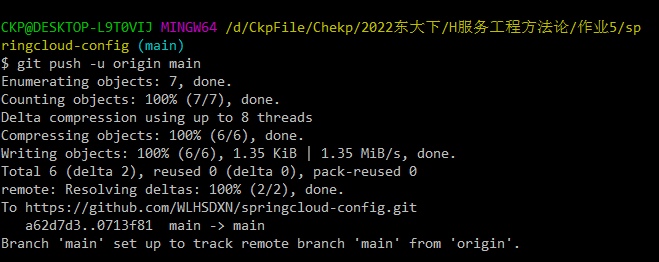 CKP@DESKTOP-L9T0VIJ MINGW64 /d/CkpFile/Chekp/2022东大下/H服务工程方法论/作业5/sp
ringcloud-config (main)
$ git push -u origin main
Enumerating objects: 7, done.
Counting objects: 100% (7/7), done.
Delta compression using up to 8 threads
Compressing objects: 100% (6/6), done.
Writing objects: 100% (6/6), 1.35 KiB | 1.35 MiB/s, done.
Total 6 (delta 2), reused 0 (delta 0), pack-reused 0
remote: Resolving deltas: 100% (2/2), done.
To https://github.com/WLHSDXN/springcloud-config.git
   a62d7d3..0713f81  main -> main
Branch 'main' set up to track remote branch 'main' from 'origin'.